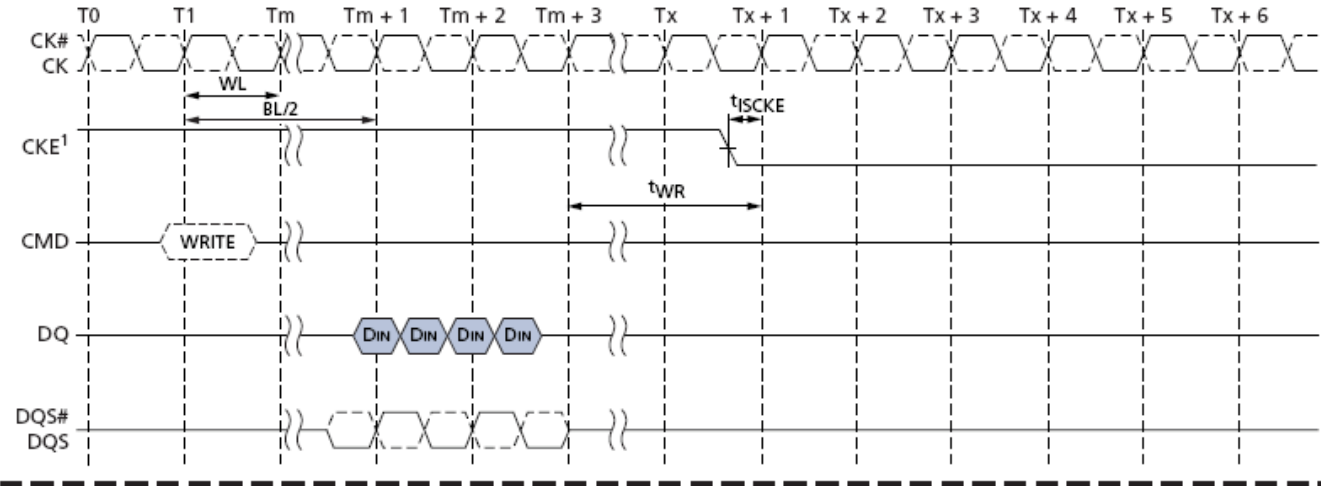 T0 T1 Tm Tm + 1 Tm + 2 Tm + 3 Tx Tx + 1 Tx + 2 Tx + 3 Tx + 4 Tx + 5 Tx + 6
CK#
CK
WL
BL/2
tISCKE
CKE1
tWR
CMD WRITE
DQ DIN DIN DIN DIN
DQS#
DQS